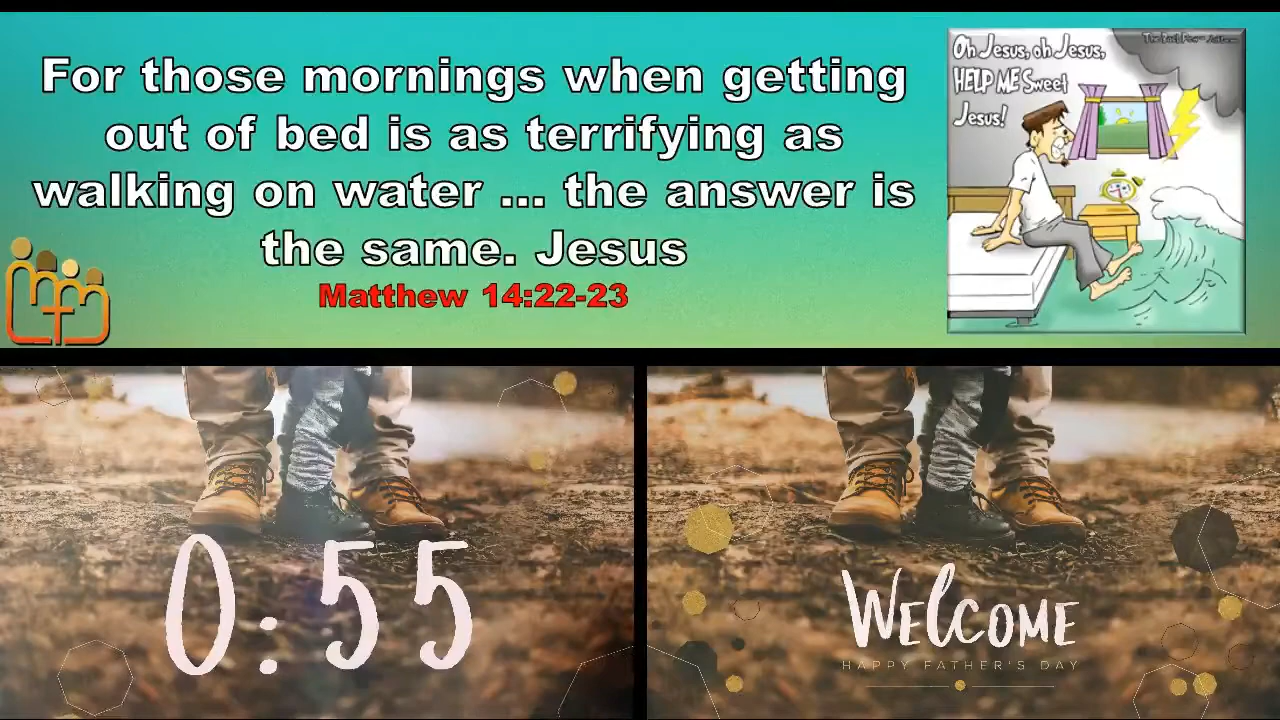 For those mornings when getting
out of bed is as terrifying as
walking on water ... the answer is
the same. Jesus
Matthew 14:22-23
Oh Jesus, oh Jesus,
HELP ME Sweet
Jesus!
0:55
WELCOME
HAPPY FATHER'S DAY